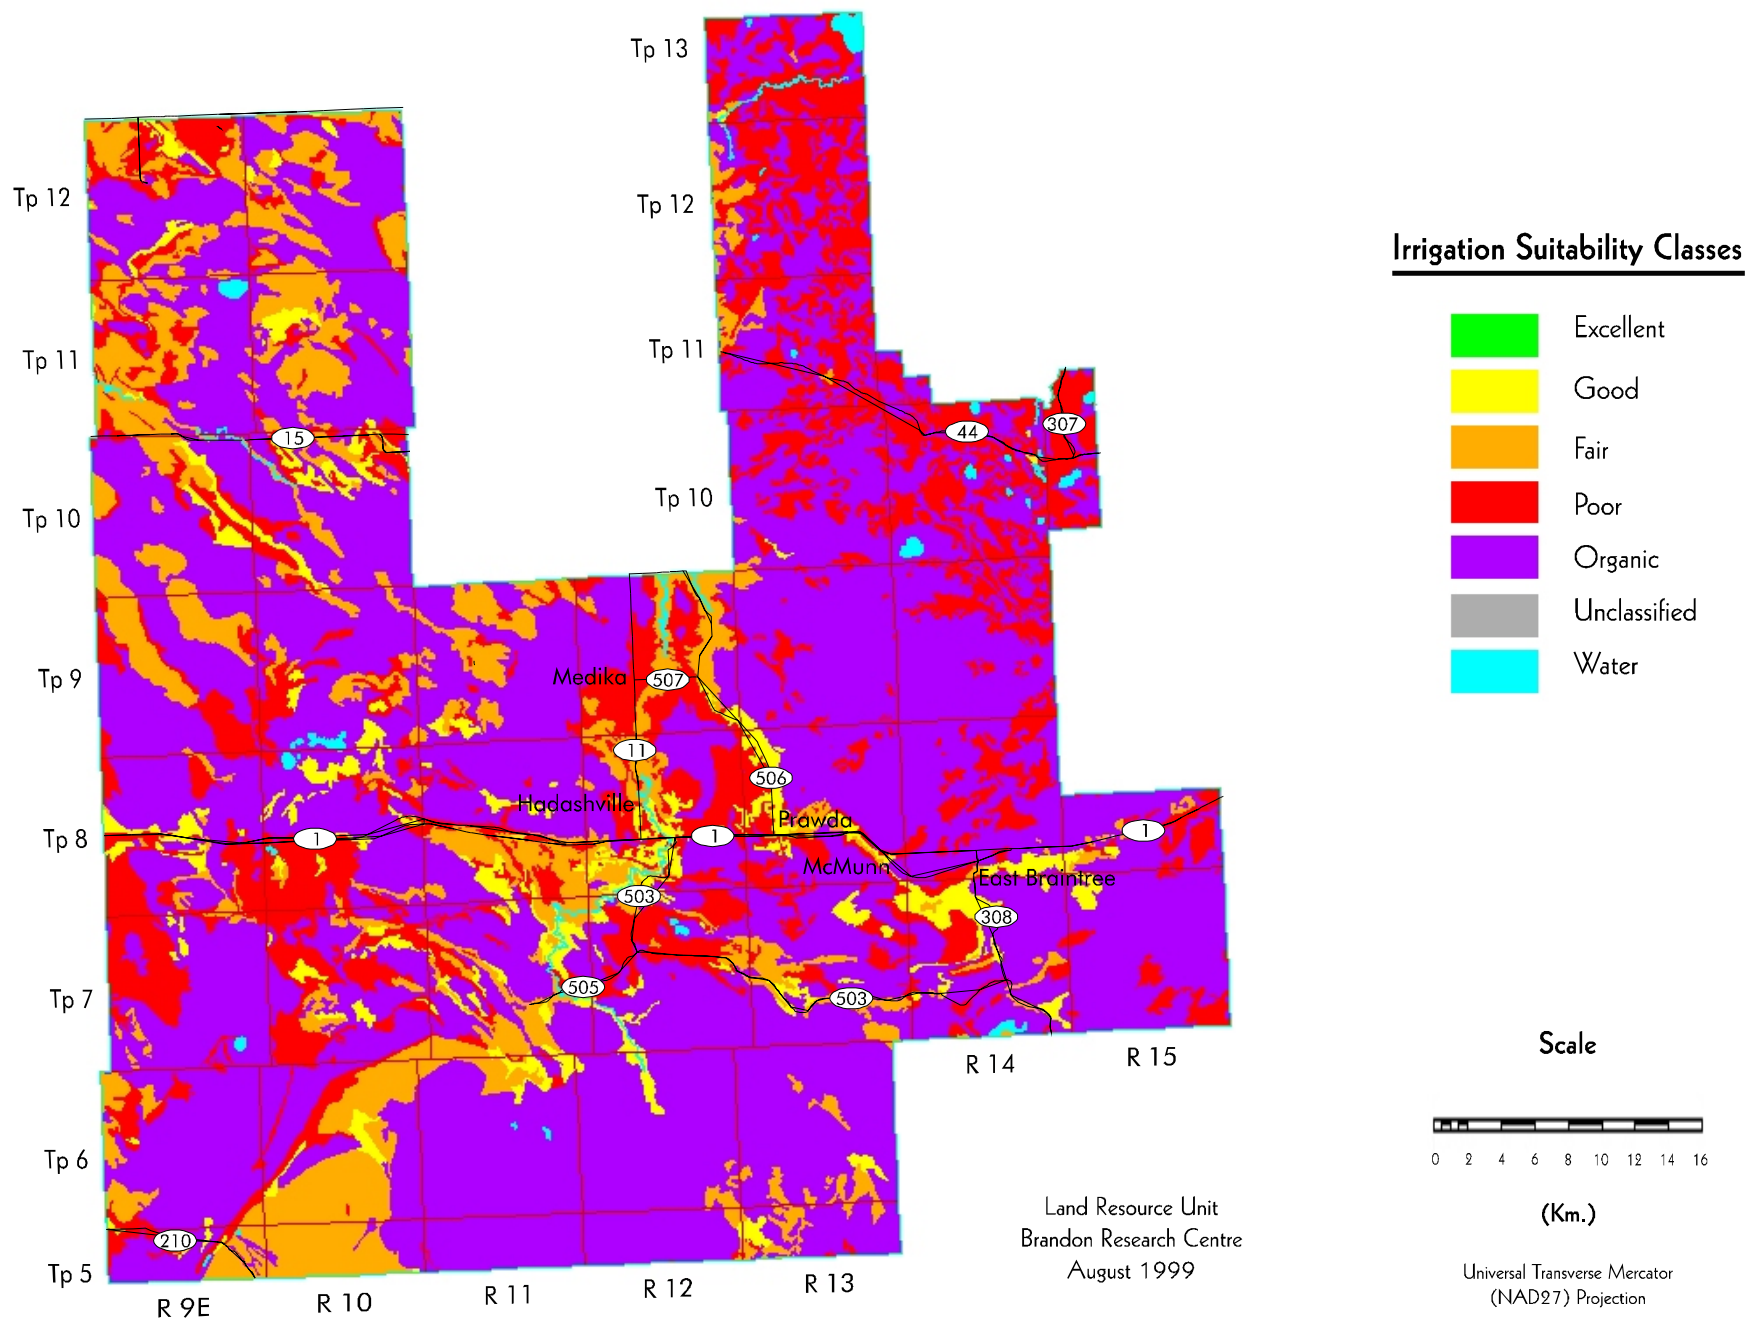 Tp 13
Tp 12
Tp 12
Irrigation Suitability Classes
Excellent
Tp 11
Tp 11
Good
15
44
307
Fair
Tp 10
Tp 10
Poor
Organic
Unclassified
Tp 9
Medika
507
Water
11
506
Hadashville
Prawda
Tp 8
1
1
1
McMunn
East Braintree
503
308
Tp 7
505
503
Scale
R 14
R 15
Tp 6
0 2 4 6 8 10 12 14 16
(Km.)
Land Resource Unit
Brandon Research Centre
August 1999
210
Tp 5
Universal Transverse Mercator
(NAD27) Projection
R 9E
R 10
R 11
R 12
R 13